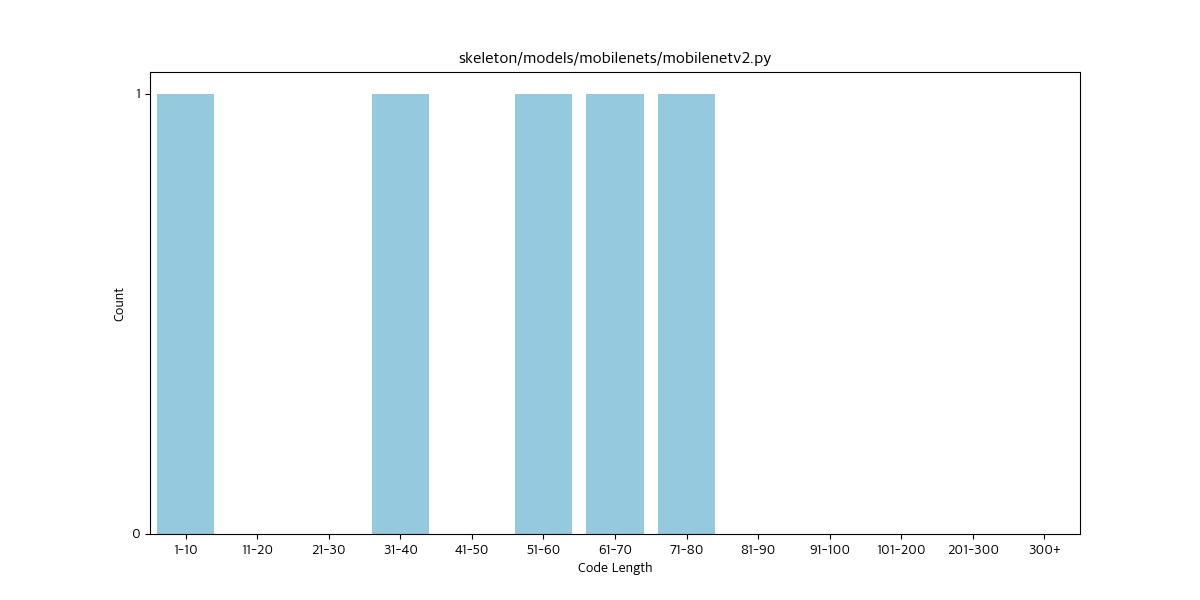 skeleton/models/mobilenets/mobilenetv2.py
1
Count
0
1-10 11-20 21-30 31-40 41-50 51-60 61-70 71-80 81-90 91-100 101-200 201-300 300+
Code Length